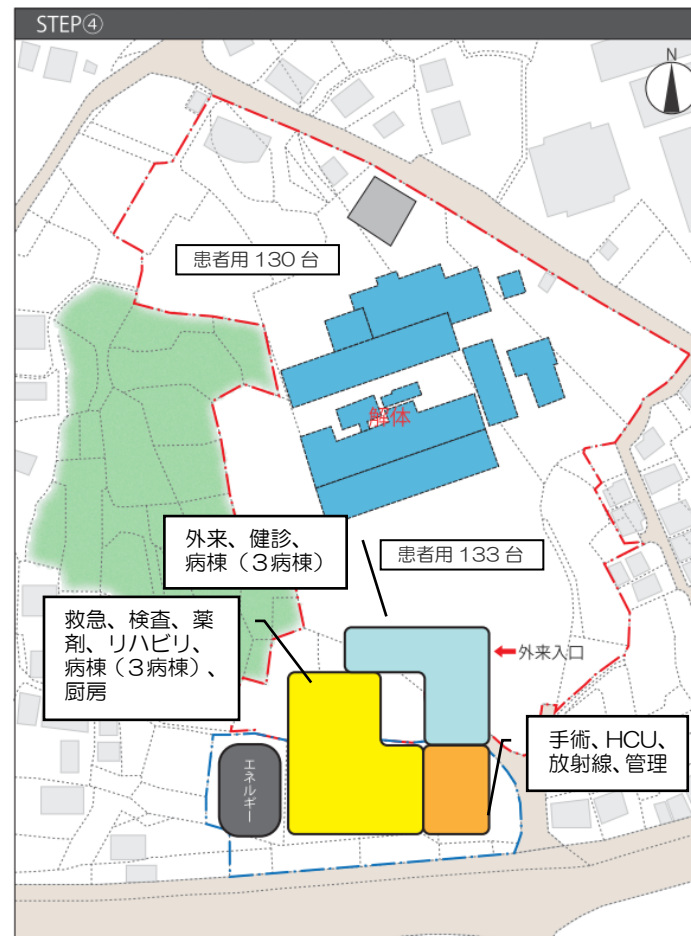 STEP④
N
患者用 130 台
解体
外来、健診、
病棟（３病棟）
患者用 133 台
救急、検査、薬
剤、リハビリ、
病棟（３病棟）、
厨房
外来入口
手術、HCU、
放射線、管理
エネルギー